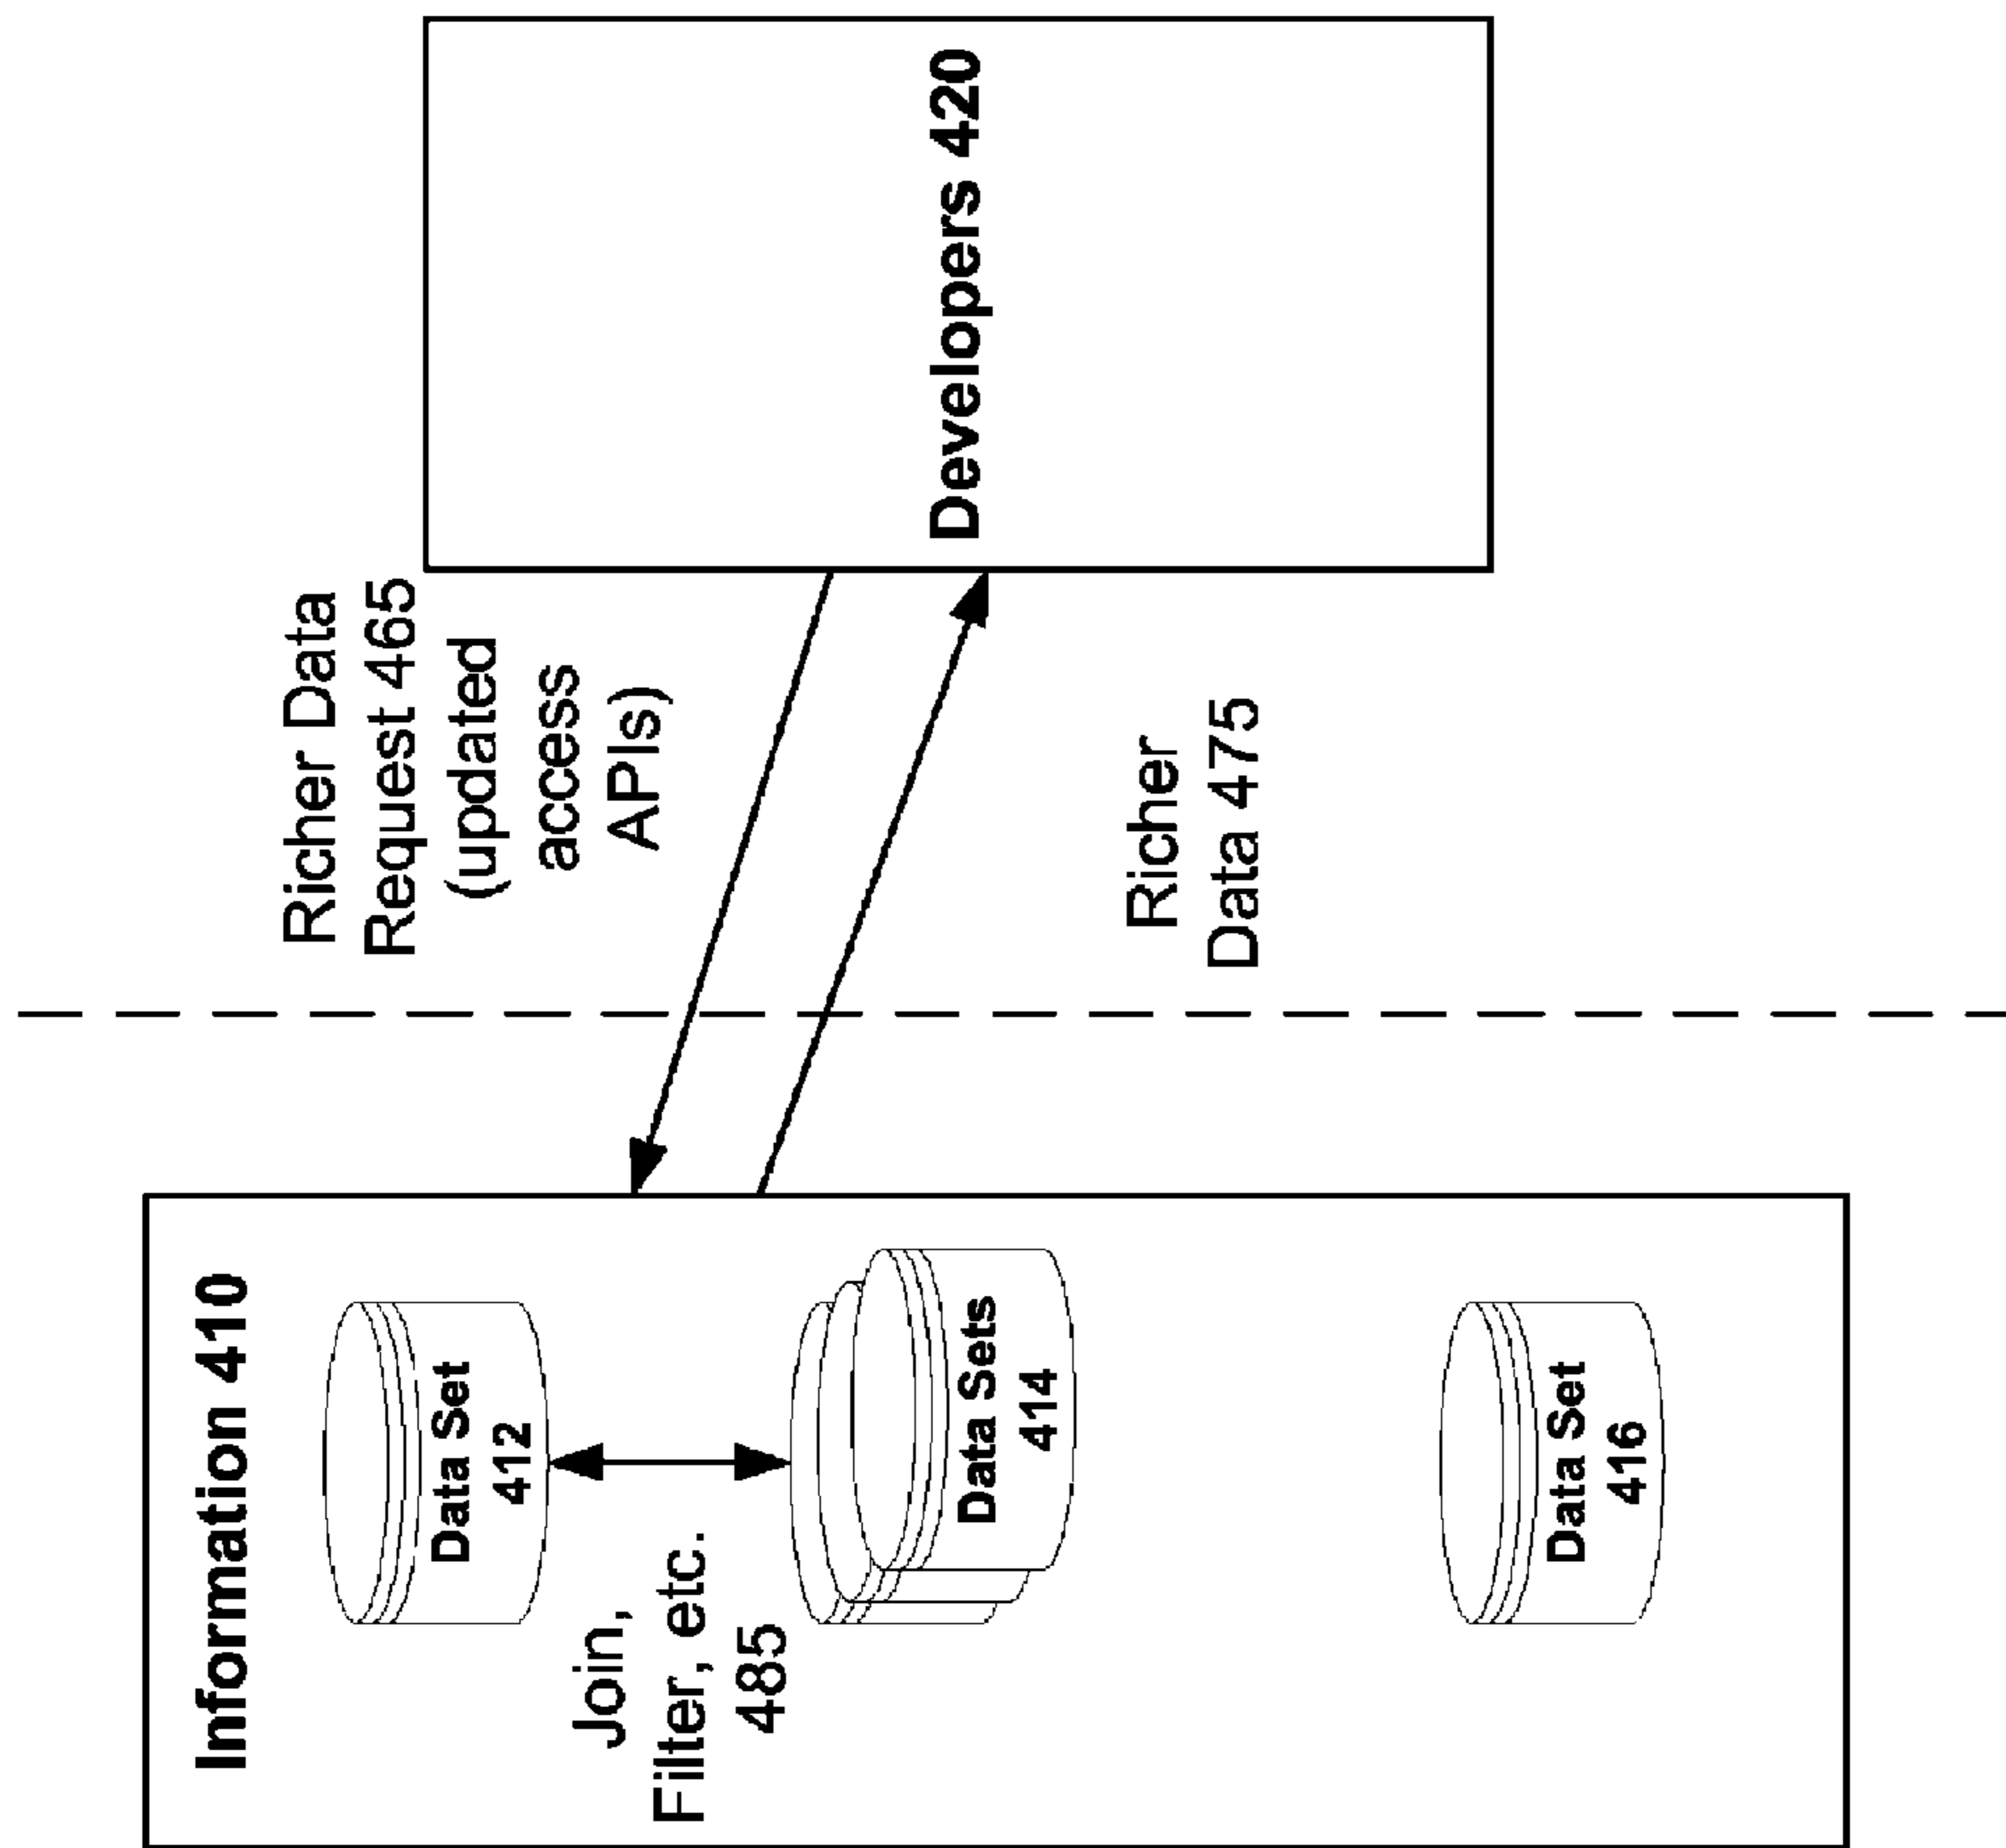 Information 410
Data Set
412
Join,
Filter, etc.
485
Data Sets
414
Data Set
416
Richer Data
Request 465
(updated
access
APIs)
Richer
Data 475
Developers 420